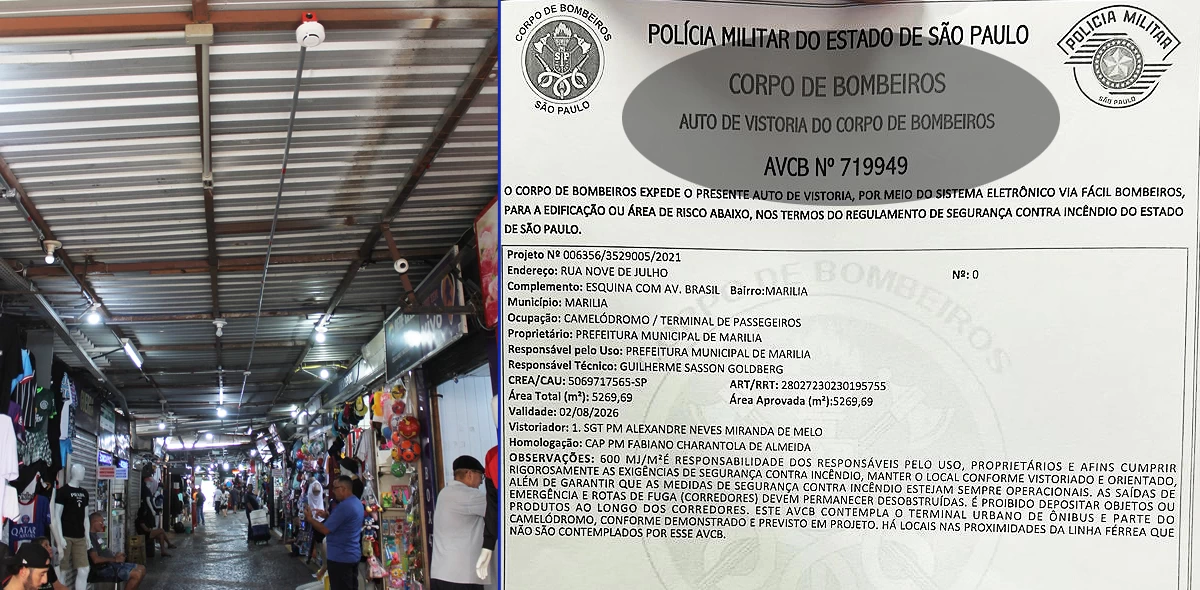 QATAR
CORPO DE BOMBEIROS
SÃO PAULO
POLÍCIA MILITAR DO ESTADO DE SÃO PAULO
CORPO DE BOMBEIROS
AUTO DE VISTORIA DO CORPO DE BOMBEIROS
AVCB Nº 719949
POLICIA MILITAR
SÃO PAULO
O CORPO DE BOMBEIROS EXPEDE O PRESENTE AUTO DE VISTORIA, POR MEIO DO SISTEMA ELETRÔNICO VIA FÁCIL BOMBEIROS,
PARA A EDIFICAÇÃO OU ÁREA DE RISCO ABAIXO, NOS TERMOS DO REGULAMENTO DE SEGURANÇA CONTRA INCÊNDIO DO ESTADO
DE SÃO PAULO.
Projeto Nº 006356/3529005/2021
Endereço: RUA NOVE DE JULHO Nº: 0
Complemento: ESQUINA COM AV. BRASIL Bairro:MARILIA
Município: MARILIA
Ocupação: CAMELÓDROMO / TERMINAL DE PASSEGEIROS
Proprietário: PREFEITURA MUNICIPAL DE MARILIA
Responsável pelo Uso: PREFEITURA MUNICIPAL DE MARILIA
Responsável Técnico: GUILHERME SASSON GOLDBERG
CREA/CAU: 5069717565-SP ART/RRT: 28027230230195755
Área Total (m²): 5269,69 Área Aprovada (m²):5269,69
Validade: 02/08/2026
Vistoriador: 1. SGT PM ALEXANDRE NEVES MIRANDA DE MELO
Homologação: CAP PM FABIANO CHARANTOLA DE ALMEIDA
OBSERVAÇÕES: 600 MJ/M²É RESPONSABILIDADE DOS RESPONSÁVEIS PELO USO, PROPRIETÁRIOS E AFINS CUMPRIR
RIGOROSAMENTE AS EXIGÊNCIAS DE SEGURANÇA CONTRA INCÊNDIO, MANTER O LOCAL CONFORME VISTORIADO E ORIENTADO,
ALÉM DE GARANTIR QUE AS MEDIDAS DE SEGURANÇA CONTRA INCÊNDIO ESTEJAM SEMPRE OPERACIONAIS. AS SAÍDAS DE
EMERGÊNCIA E ROTAS DE FUGA (CORREDORES) DEVEM PERMANECER DESOBSTRUÍDAS. É PROIBIDO DEPOSITAR OBJETOS OU
PRODUTOS AO LONGO DOS CORREDORES. ESTE AVCB CONTEMPLA O TERMINAL URBANO DE ÔNIBUS E PARTE DO
CAMELÓDROMO, CONFORME DEMONSTRADO E PREVISTO EM PROJETO. HÁ LOCAIS NAS PROXIMIDADES DA LINHA FÉRREA QUE
NÃO SÃO CONTEMPLADOS POR ESSE AVCB.